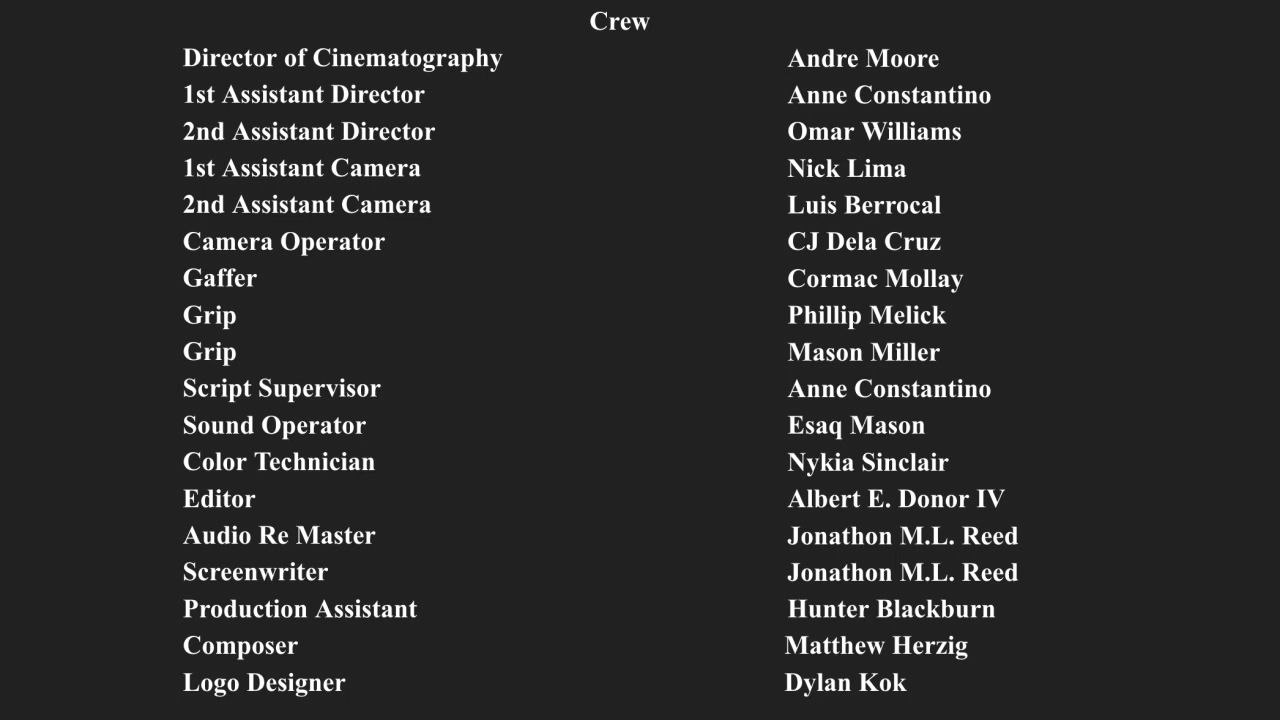 Crew
Director of Cinematography Andre Moore
1st Assistant Director Anne Constantino
2nd Assistant Director Omar Williams
1st Assistant Camera Nick Lima
2nd Assistant Camera Luis Berrocal
Camera Operator CJ Dela Cruz
Gaffer Cormac Mollay
Grip Phillip Melick
Grip Mason Miller
Script Supervisor Anne Constantino
Sound Operator Esaq Mason
Color Technician Nykia Sinclair
Editor Albert E. Donor IV
Audio Re Master Jonathon M.L. Reed
Screenwriter Jonathon M.L. Reed
Production Assistant Hunter Blackburn
Composer Matthew Herzig
Logo Designer Dylan Kok